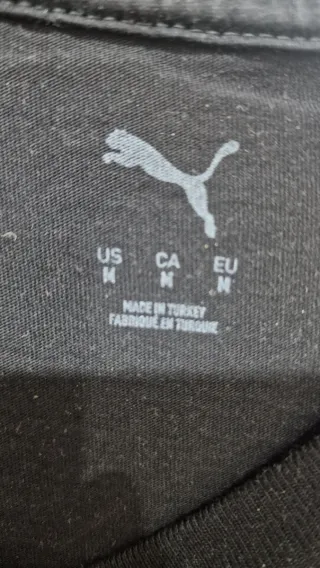 US CA EU
M M M
MADE IN TURKEY
FABRIQUÉ EN TURQUIE